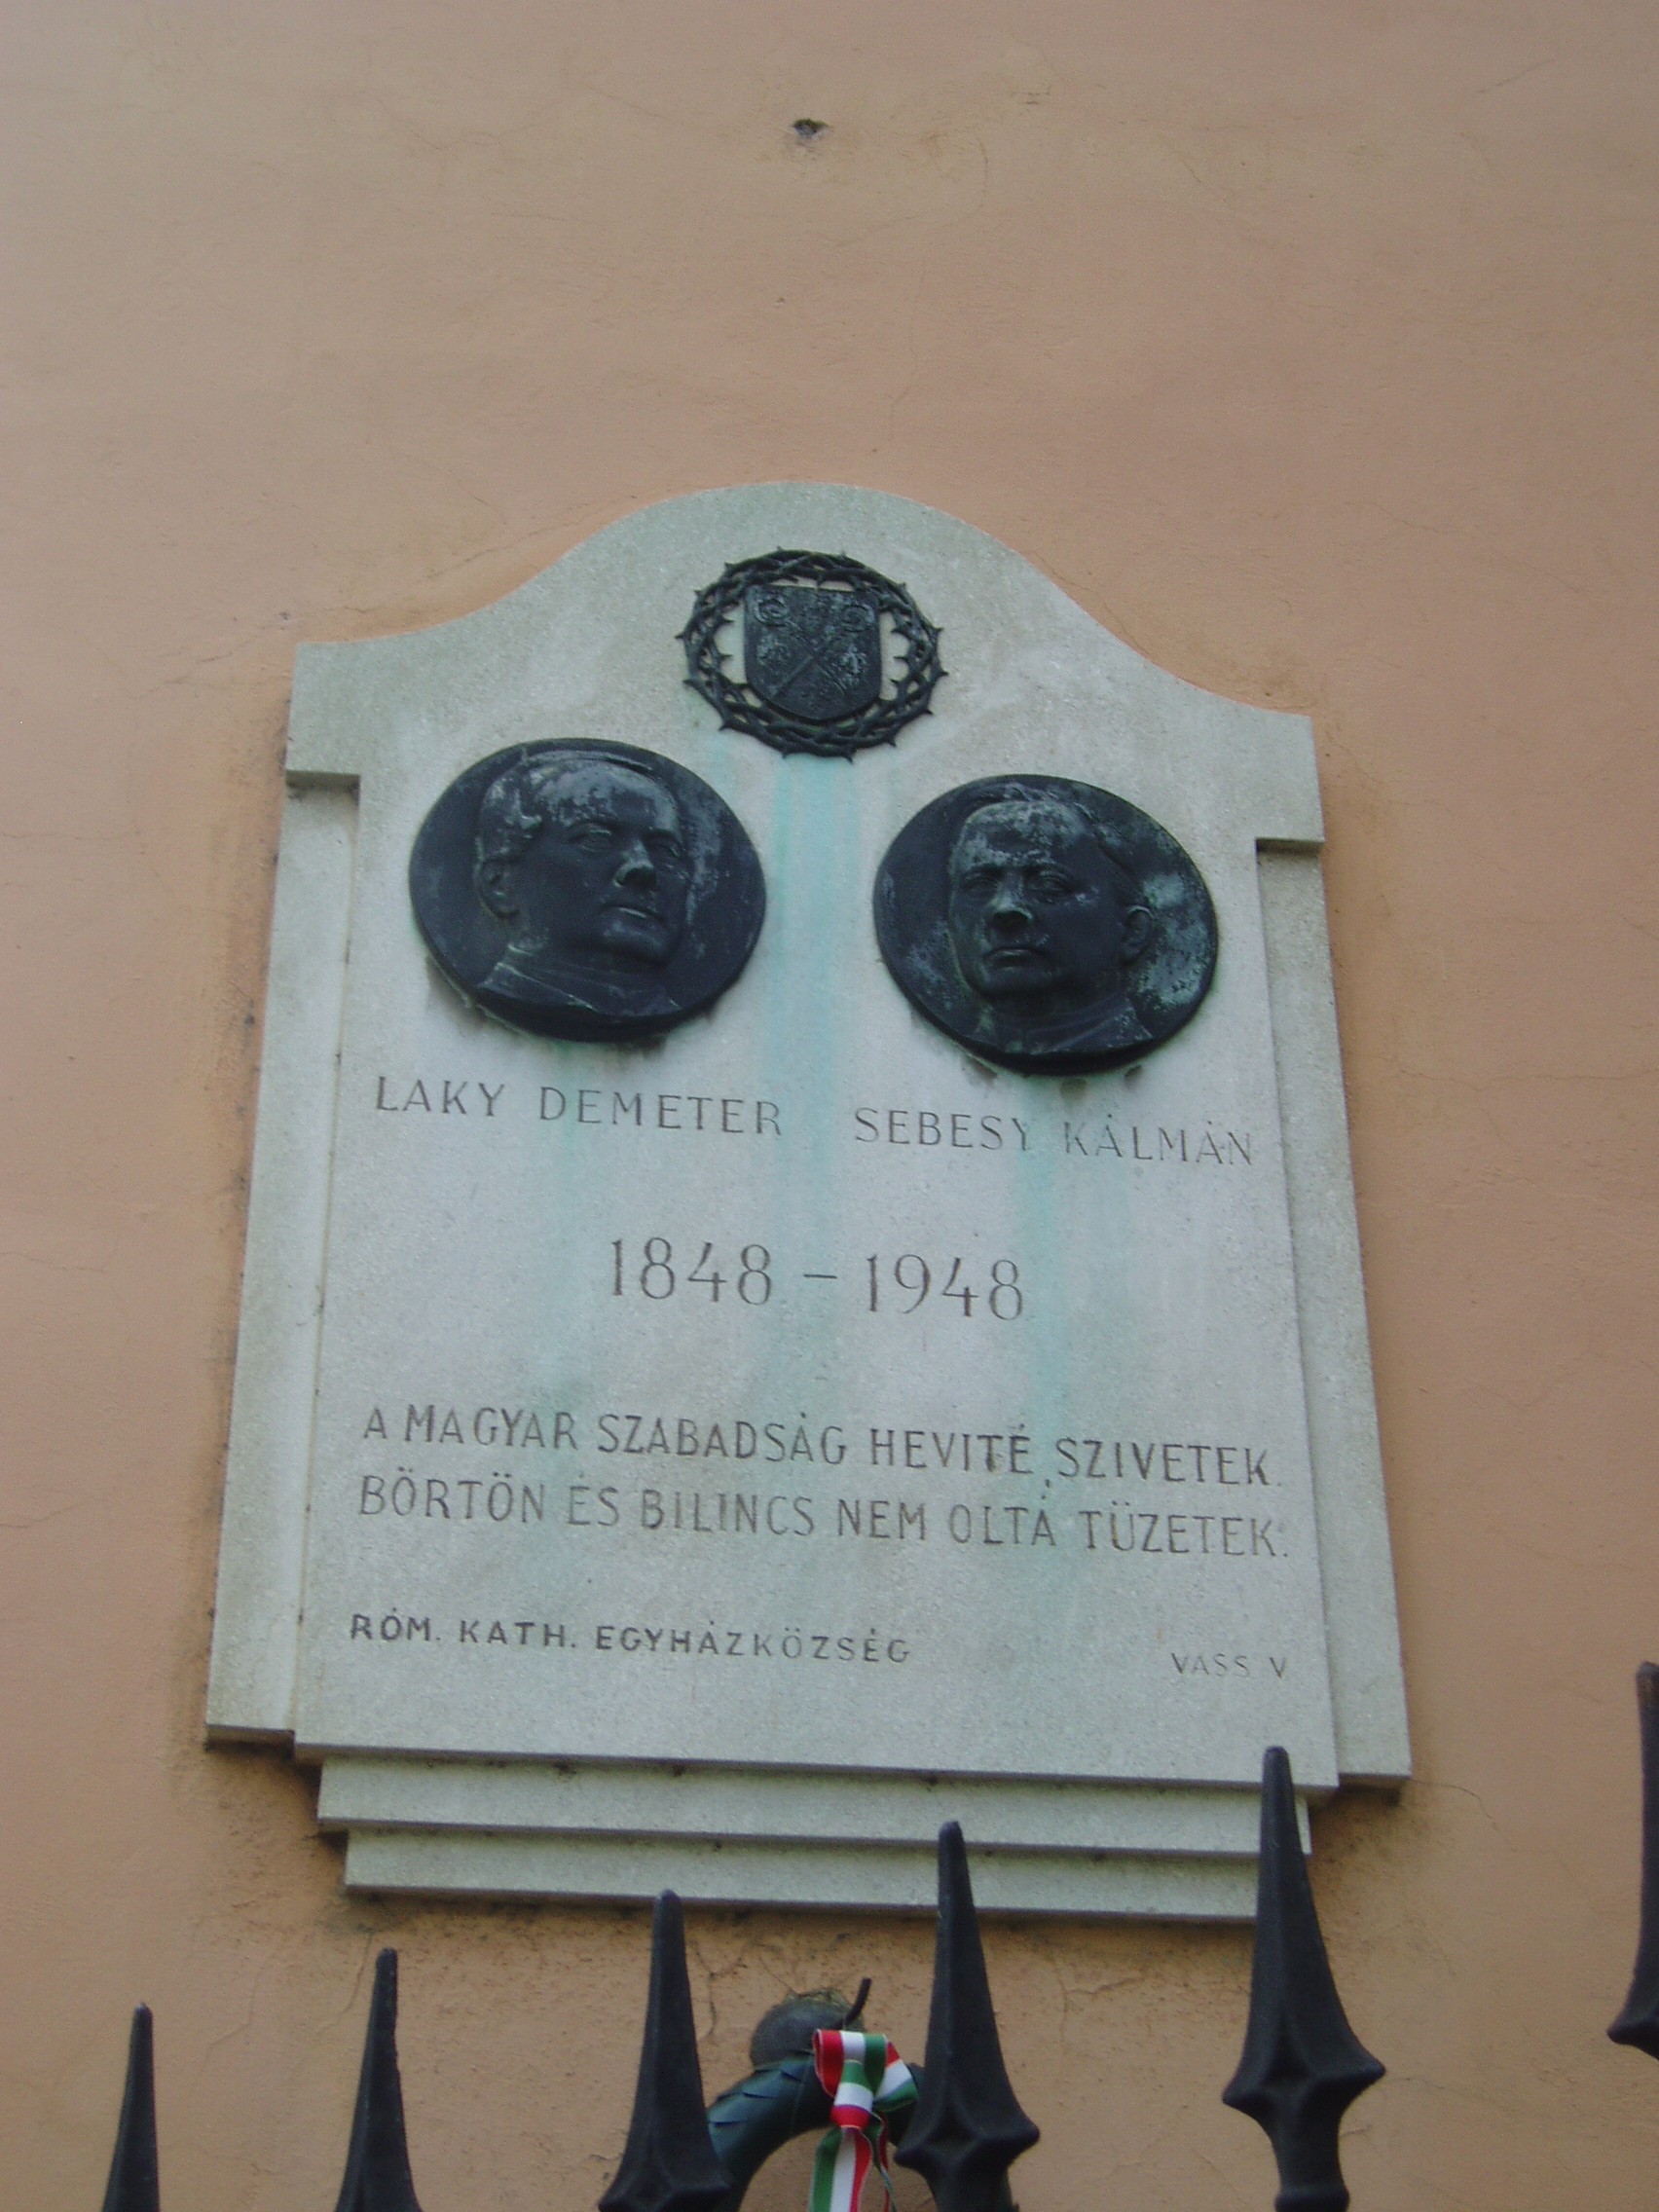 LAKY DEMETER SEBESY KÁLMÁN
1848 - 1948
A MAGYAR SZABADSÁG HEVITÉ SZIVETEK.
BÖRTÖN ÉS BILINCS NEM OLTÁ TÜZETEK.
RÓM. KATH. EGYHÁZKÖZSÉG
VASS V